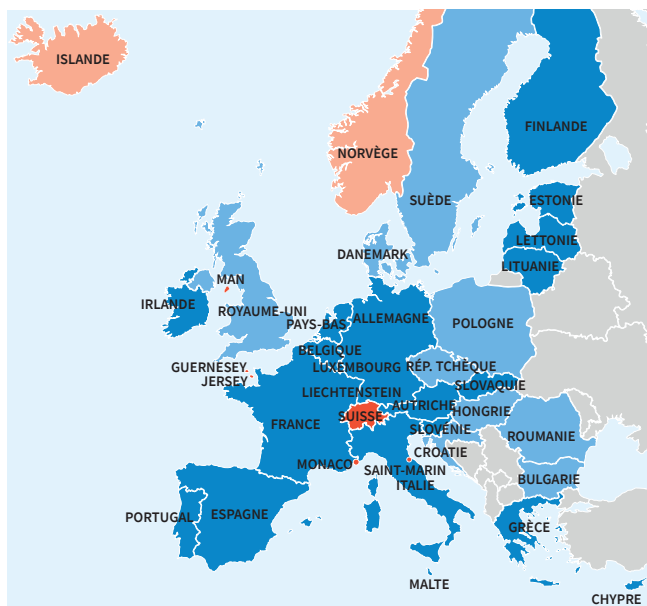 ISLANDE
FINLANDE
NORVÈGE
SUÈDE
ESTONIE
LETTONIE
DANEMARK
LITUANIE
MAN
IRLANDE
ROYAUME-UNI
PAYS-BAS
ALLEMAGNE
POLOGNE
BELGIQUE
GUERNESEY.
JERSEY
LUXEMBOURG
RÉP. TCHÈQUE
SLOVAQUIE
LIECHTENSTEIN
AUTRICHE
SUISSE
HONGRIE
FRANCE
SLOVÉNIE
ROUMANIE
CROATIE
MONACO
SAINT-MARIN
ITALIE
BULGARIE
PORTUGAL
ESPAGNE
GRÈCE
MALTE
CHYPRE